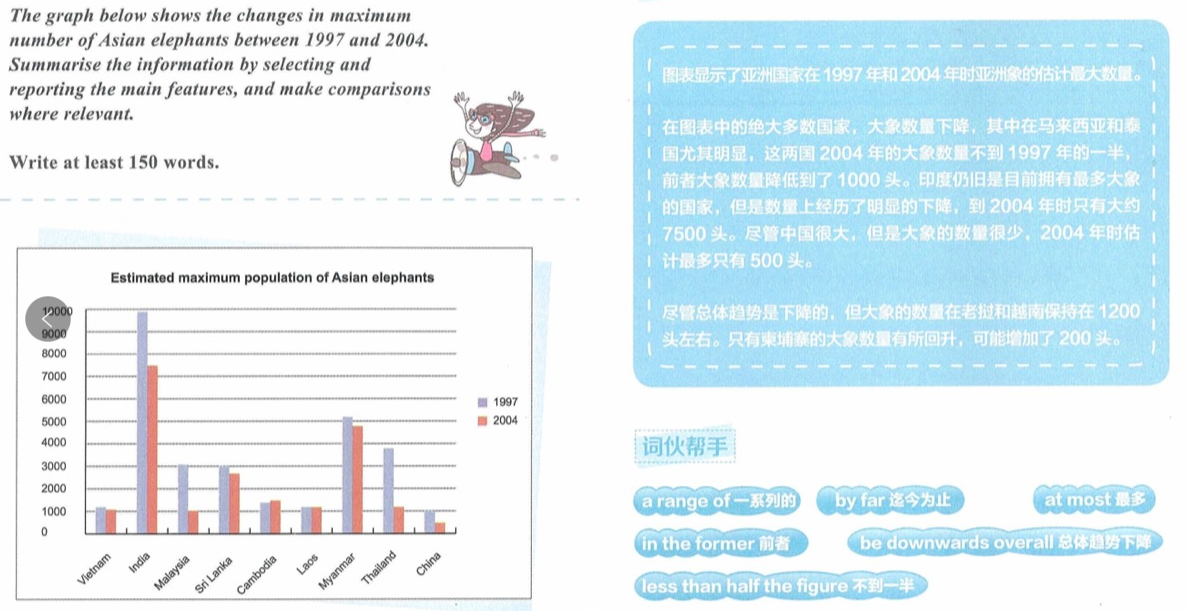 The graph below shows the changes in maximum
number of Asian elephants between 1997 and 2004.
Summarise the information by selecting and
reporting the main features, and make comparisons
where relevant.
Write at least 150 words.
Estimated maximum population of Asian elephants
10000
9000
8000
7000
6000
5000
4000
3000
2000
1000
0
1997
2004
Vietnam
India
Malaysia
Sri Lanka
Cambodia
Laos
Myanmar
Thailand
China
图表显示了亚洲国家在 1997 年和 2004 年时亚洲象的估计最大数量。
在图表中的绝大多数国家，大象数量下降，其中在马来西亚和泰
国尤其明显，这两国 2004 年的大象数量不到 1997 年的一半，
前者大象数量降低到了 1000 头。印度仍旧是目前拥有最多大象
的国家，但是数量上经历了明显的下降，到 2004 年时只有大约
7500 头。尽管中国很大，但是大象的数量很少，2004 年时估
计最多只有 500 头。
尽管总体趋势是下降的，但大象的数量在老挝和越南保持在 1200
头左右。只有柬埔寨的大象数量有所回升，可能增加了 200 头。
词伙帮手
a range of 一系列的
by far 迄今为止
at most 最多
in the former 前者
be downwards overall 总体趋势下降
less than half the figure 不到一半